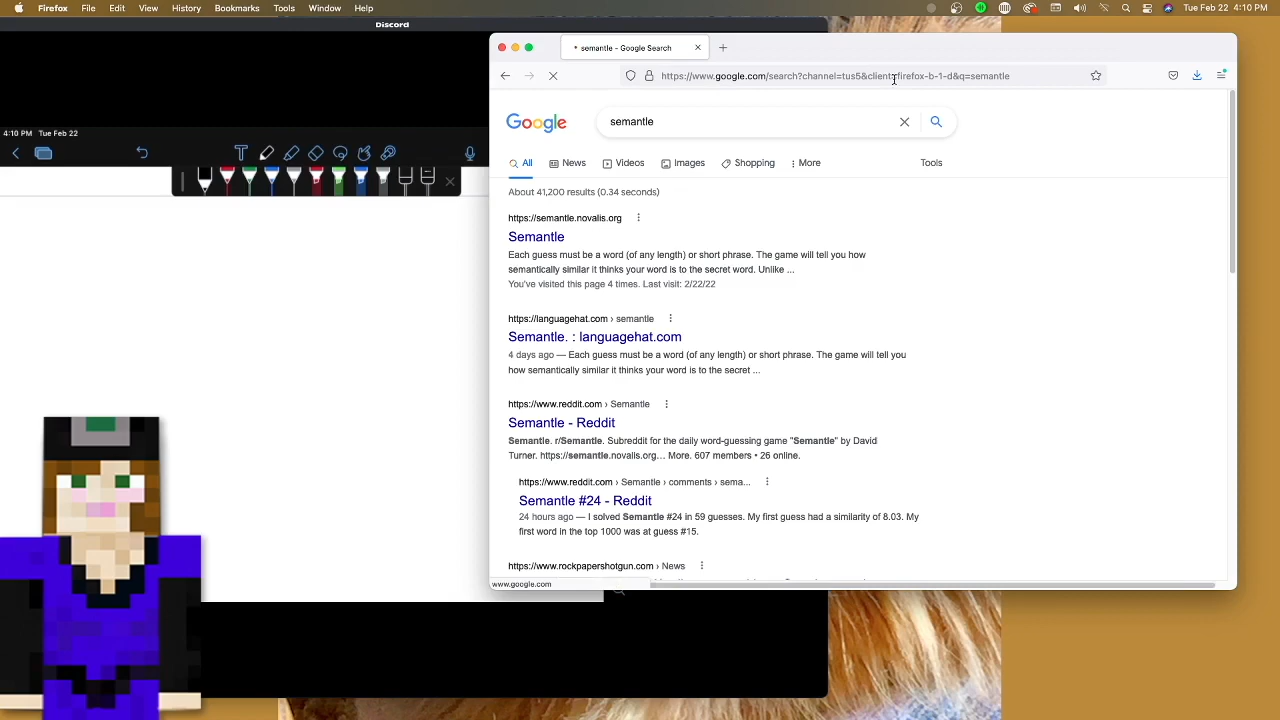 Firefox File Edit View History Bookmarks Tools Window Help Tue Feb 22 4:10 PM
Discord
semantle - Google Search
https://www.google.com/search?channel=tus5&client=firefox-b-1-d&q=semantle
Google semantle
4:10 PM Tue Feb 22
All News Videos Images Shopping More Tools
About 41,200 results (0.34 seconds)
https://semantle.novalis.org
Semantle
Each guess must be a word (of any length) or short phrase. The game will tell you how
semantically similar it thinks your word is to the secret word. Unlike ...
You've visited this page 4 times. Last visit: 2/22/22
https://languagehat.com › semantle
Semantle. : languagehat.com
4 days ago — Each guess must be a word (of any length) or short phrase. The game will tell you
how semantically similar it thinks your word is to the secret ...
https://www.reddit.com › Semantle
Semantle - Reddit
Semantle. r/Semantle. Subreddit for the daily word-guessing game "Semantle" by David
Turner. https://semantle.novalis.org... More. 607 members • 26 online.
https://www.reddit.com › Semantle › comments › sema...
Semantle #24 - Reddit
24 hours ago — I solved Semantle #24 in 59 guesses. My first guess had a similarity of 8.03. My
first word in the top 1000 was at guess #15.
https://www.rockpapershotgun.com › News
www.google.com